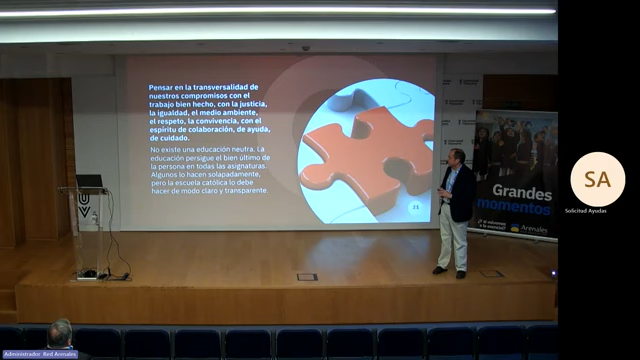 Pensar en la transversalidad de
nuestros compromisos con el
trabajo bien hecho, con la justicia,
la igualdad, el medio ambiente,
el respeto, la convivencia, con el
espíritu de colaboración, de ayuda,
de cuidado.
No existe una educación neutra. La
educación persigue el bien último de
la persona en todas las asignaturas.
Algunos lo hacen solapadamente,
pero la escuela católica lo debe
hacer de modo claro y transparente
23
Grandes
momentos
Arenales
SA
Solicitud Ayudas
Administrador Red Arenales